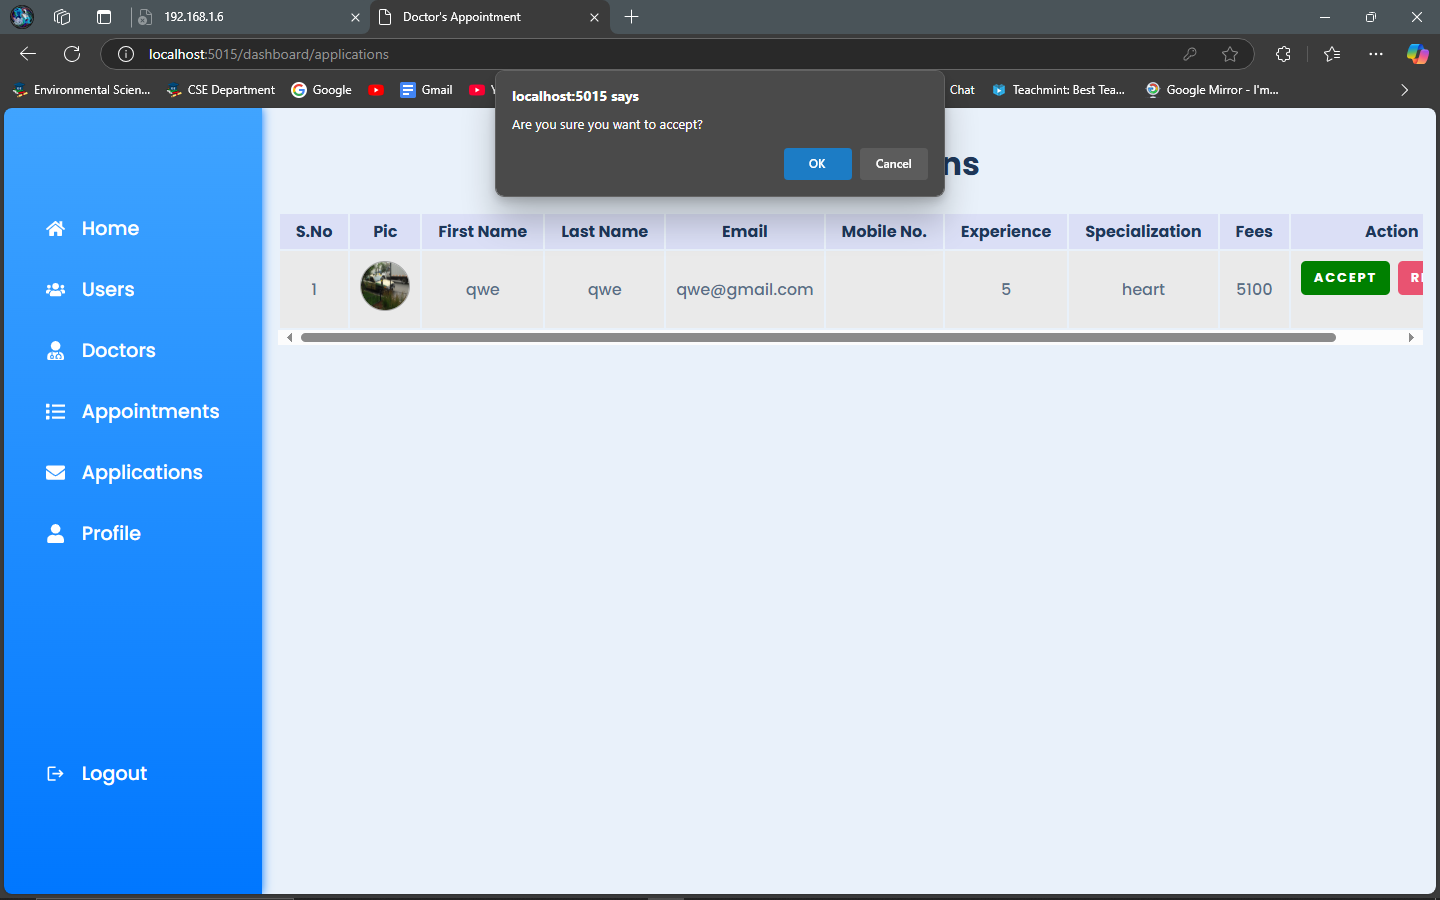 192.168.1.6
Doctor's Appointment
localhost:5015/dashboard/applications
Environmental Scien...
CSE Department
Google
Gmail
Chat
Teachmint: Best Tea...
Google Mirror - I'm...
localhost:5015 says
Are you sure you want to accept?
OK
Cancel
ns
Home
Users
Doctors
Appointments
Applications
Profile
Logout
S.No Pic First Name Last Name Email Mobile No. Experience Specialization Fees Action
1 qwe qwe qwe@gmail.com 5 heart 5100 ACCEPT